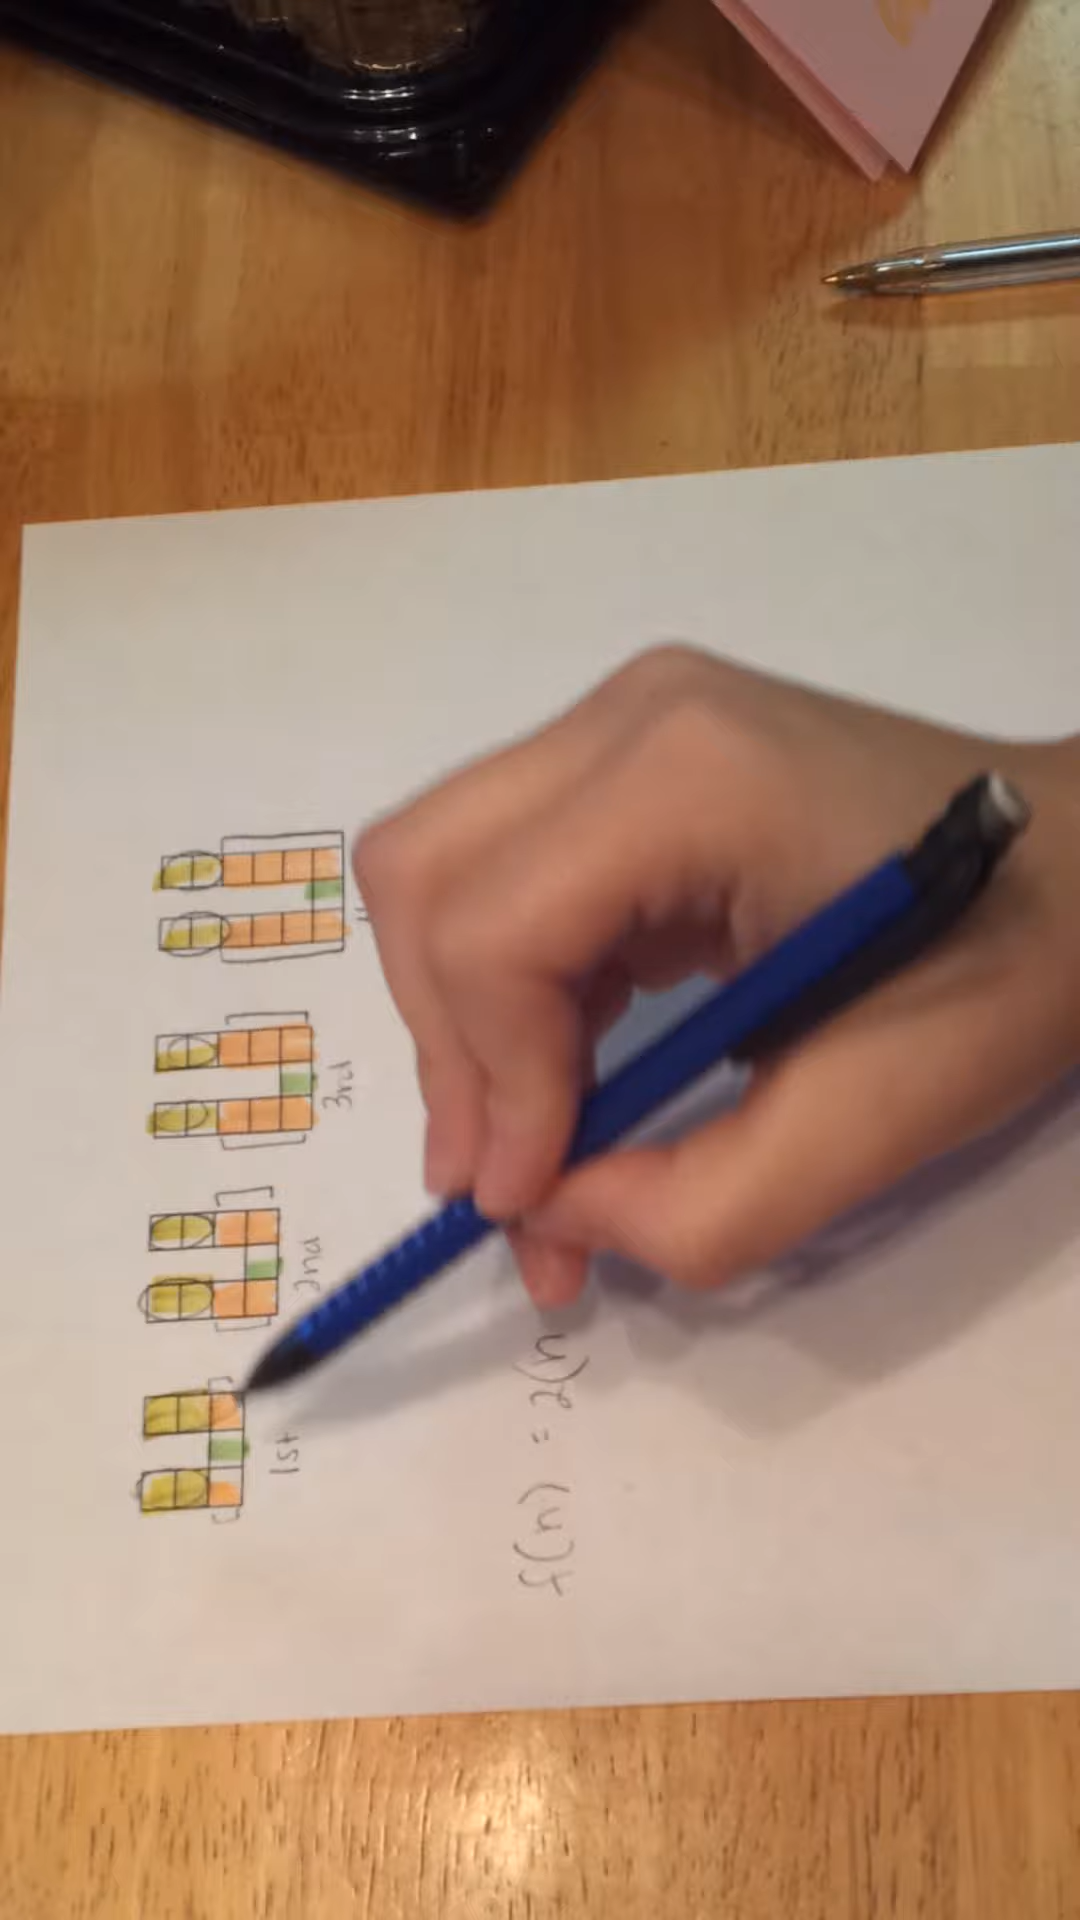 1st 2nd 3rd
f(n) = 2(n